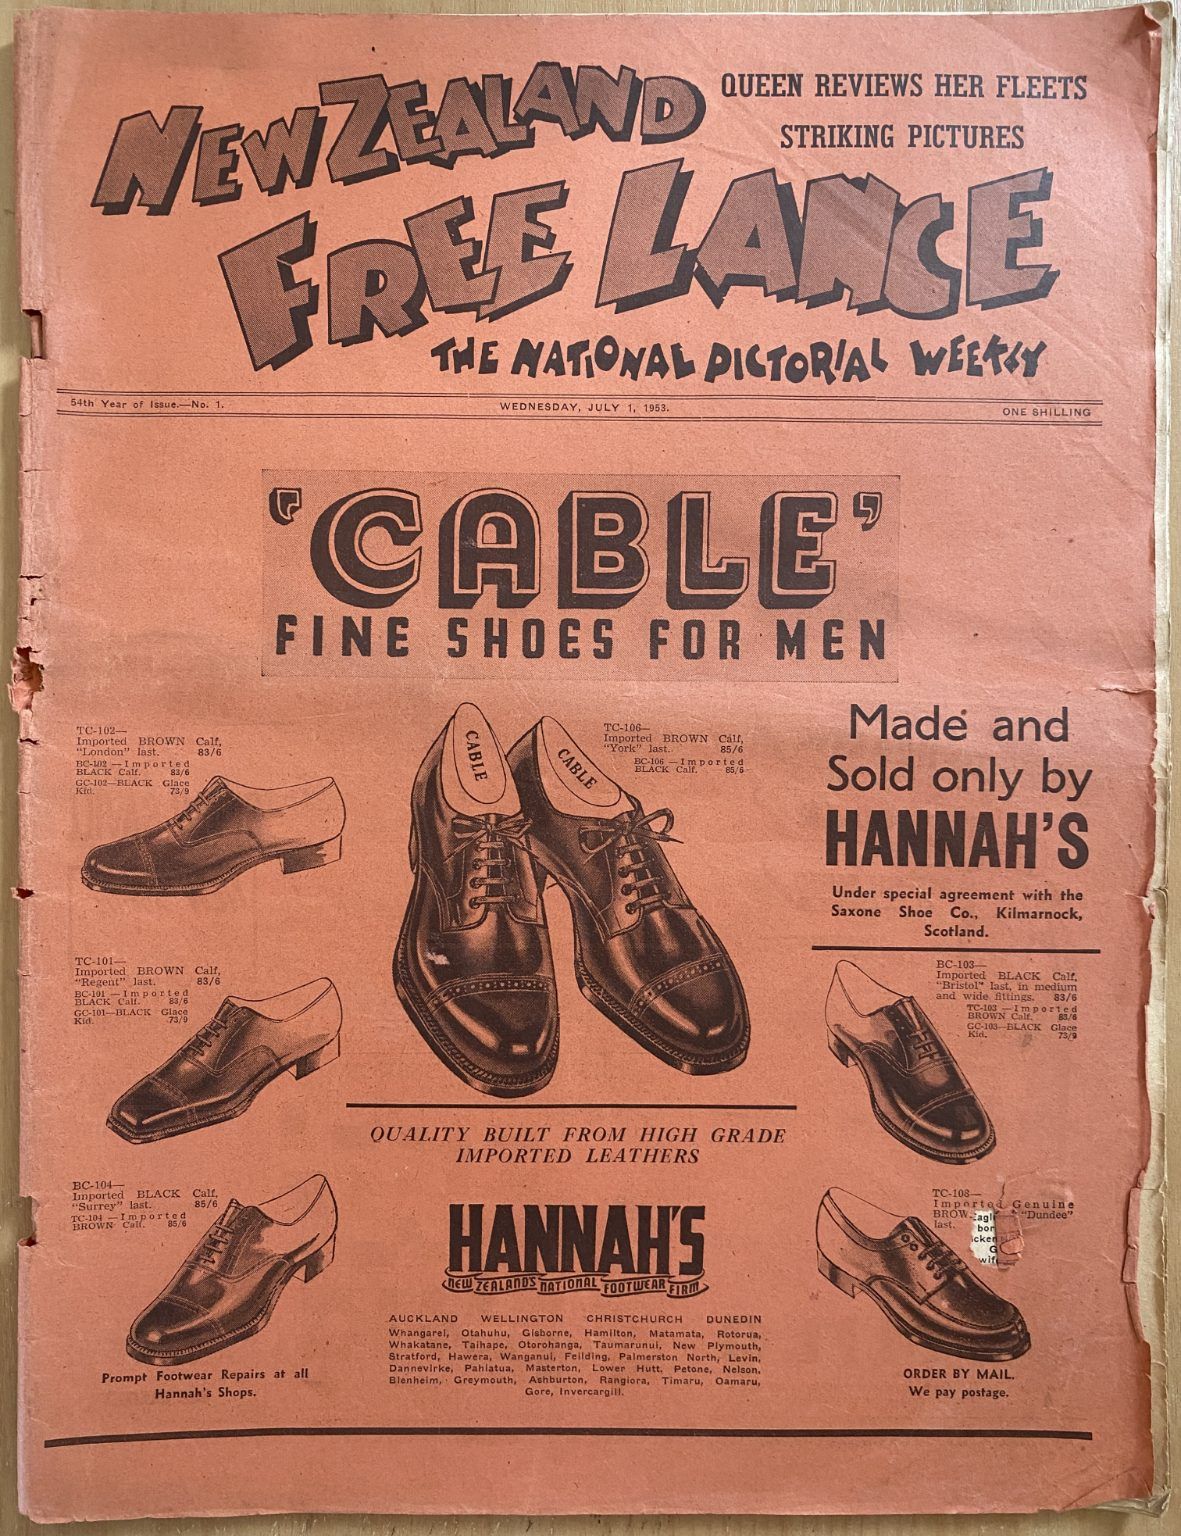 NEW ZEALAND
FREE LANCE
THE NATIONAL PICTORIAL WEEKLY
QUEEN REVIEWS HER FLEETS
STRIKING PICTURES
54th Year of Issue.—No. 1.
WEDNESDAY, JULY 1, 1953.
ONE SHILLING
'CABLE'
FINE SHOES FOR MEN
TC-102—
Imported BROWN Calf,
"London" last. 83/6
BC-102—Imported
BLACK Calf. 83/6
GC-102—BLACK Glace
Kid. 73/9
CABLE
CABLE
TC-106—
Imported BROWN Calf,
"York" last. 85/6
BC-106—Imported
BLACK Calf. 85/6
Made and
Sold only by
HANNAH'S
Under special agreement with the
Saxone Shoe Co., Kilmarnock,
Scotland.
TC-101—
Imported BROWN Calf,
"Regent" last. 83/6
BC-101—Imported
BLACK Calf. 83/6
GC-101—BLACK Glace
Kid. 73/9
BC-103—
Imported BLACK Calf,
"Bristol" last, in medium
and wide fittings. 83/6
TC-103—Imported
BROWN Calf. 83/6
GC-103—BLACK Glace
Kid. 73/9
QUALITY BUILT FROM HIGH GRADE
IMPORTED LEATHERS
BC-104—
Imported BLACK Calf,
"Surrey" last. 85/6
TC-104—Imported
BROWN Calf. 85/6
TC-108—
Imported Genuine
"Dundee"
last.
HANNAH'S
NEW ZEALAND'S NATIONAL FOOTWEAR FIRM
AUCKLAND WELLINGTON CHRISTCHURCH DUNEDIN
Whangarei, Otahuhu, Gisborne, Hamilton, Matamata, Rotorua,
Whakatane, Taihape, Otorohanga, Taumarunui, New Plymouth,
Stratford, Hawera, Wanganui, Feilding, Palmerston North, Levin,
Dannevirke, Pahiatua, Masterton, Lower Hutt, Petone, Nelson,
Blenheim, Greymouth, Ashburton, Rangiora, Timaru, Oamaru,
Gore, Invercargill.
Prompt Footwear Repairs at all
Hannah's Shops.
ORDER BY MAIL.
We pay postage.